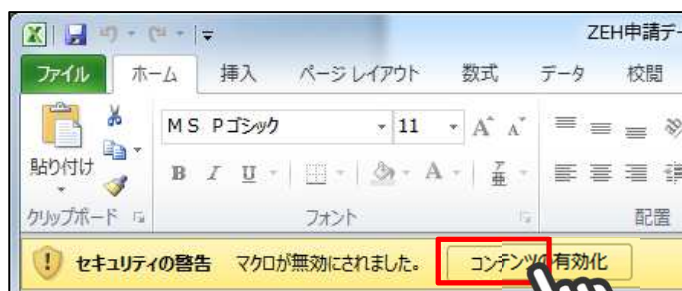 ZEH申請デー
ファイル ホーム 挿入 ページ レイアウト 数式 データ 校閲
MS Pゴシック 11 A A
貼り付け B I U A 亜
クリップボード フォント 配置
セキュリティの警告 マクロが無効にされました。 コンテンツの有効化